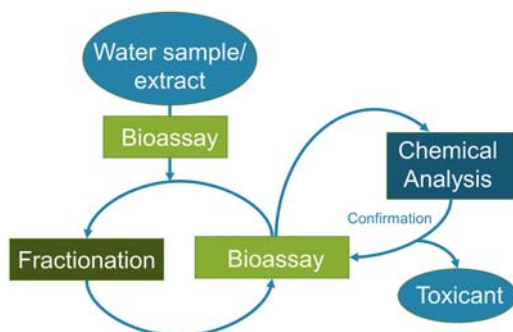 Water sample/
extract
Bioassay
Chemical
Analysis
Confirmation
Fractionation
Bioassay
Toxicant